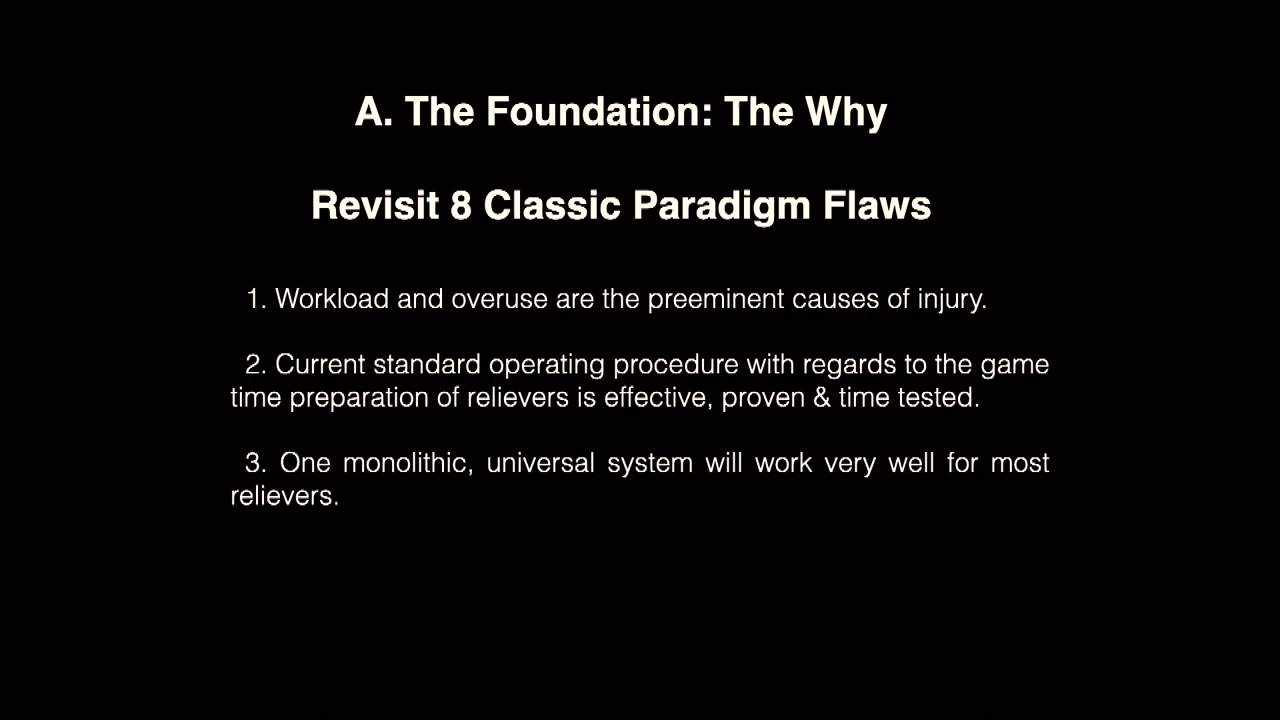 A. The Foundation: The Why
Revisit 8 Classic Paradigm Flaws
1. Workload and overuse are the preeminent causes of injury.
2. Current standard operating procedure with regards to the game
time preparation of relievers is effective, proven & time tested.
3. One monolithic, universal system will work very well for most
relievers.